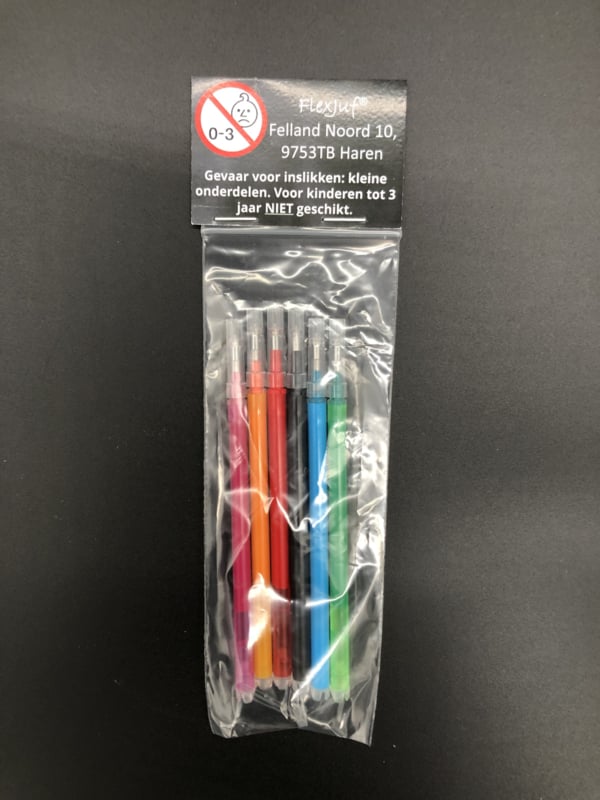 0-3
FlexJuf®
Felland Noord 10,
9753TB Haren
Gevaar voor inslikken: kleine
onderdelen. Voor kinderen tot 3
jaar NIET geschikt.